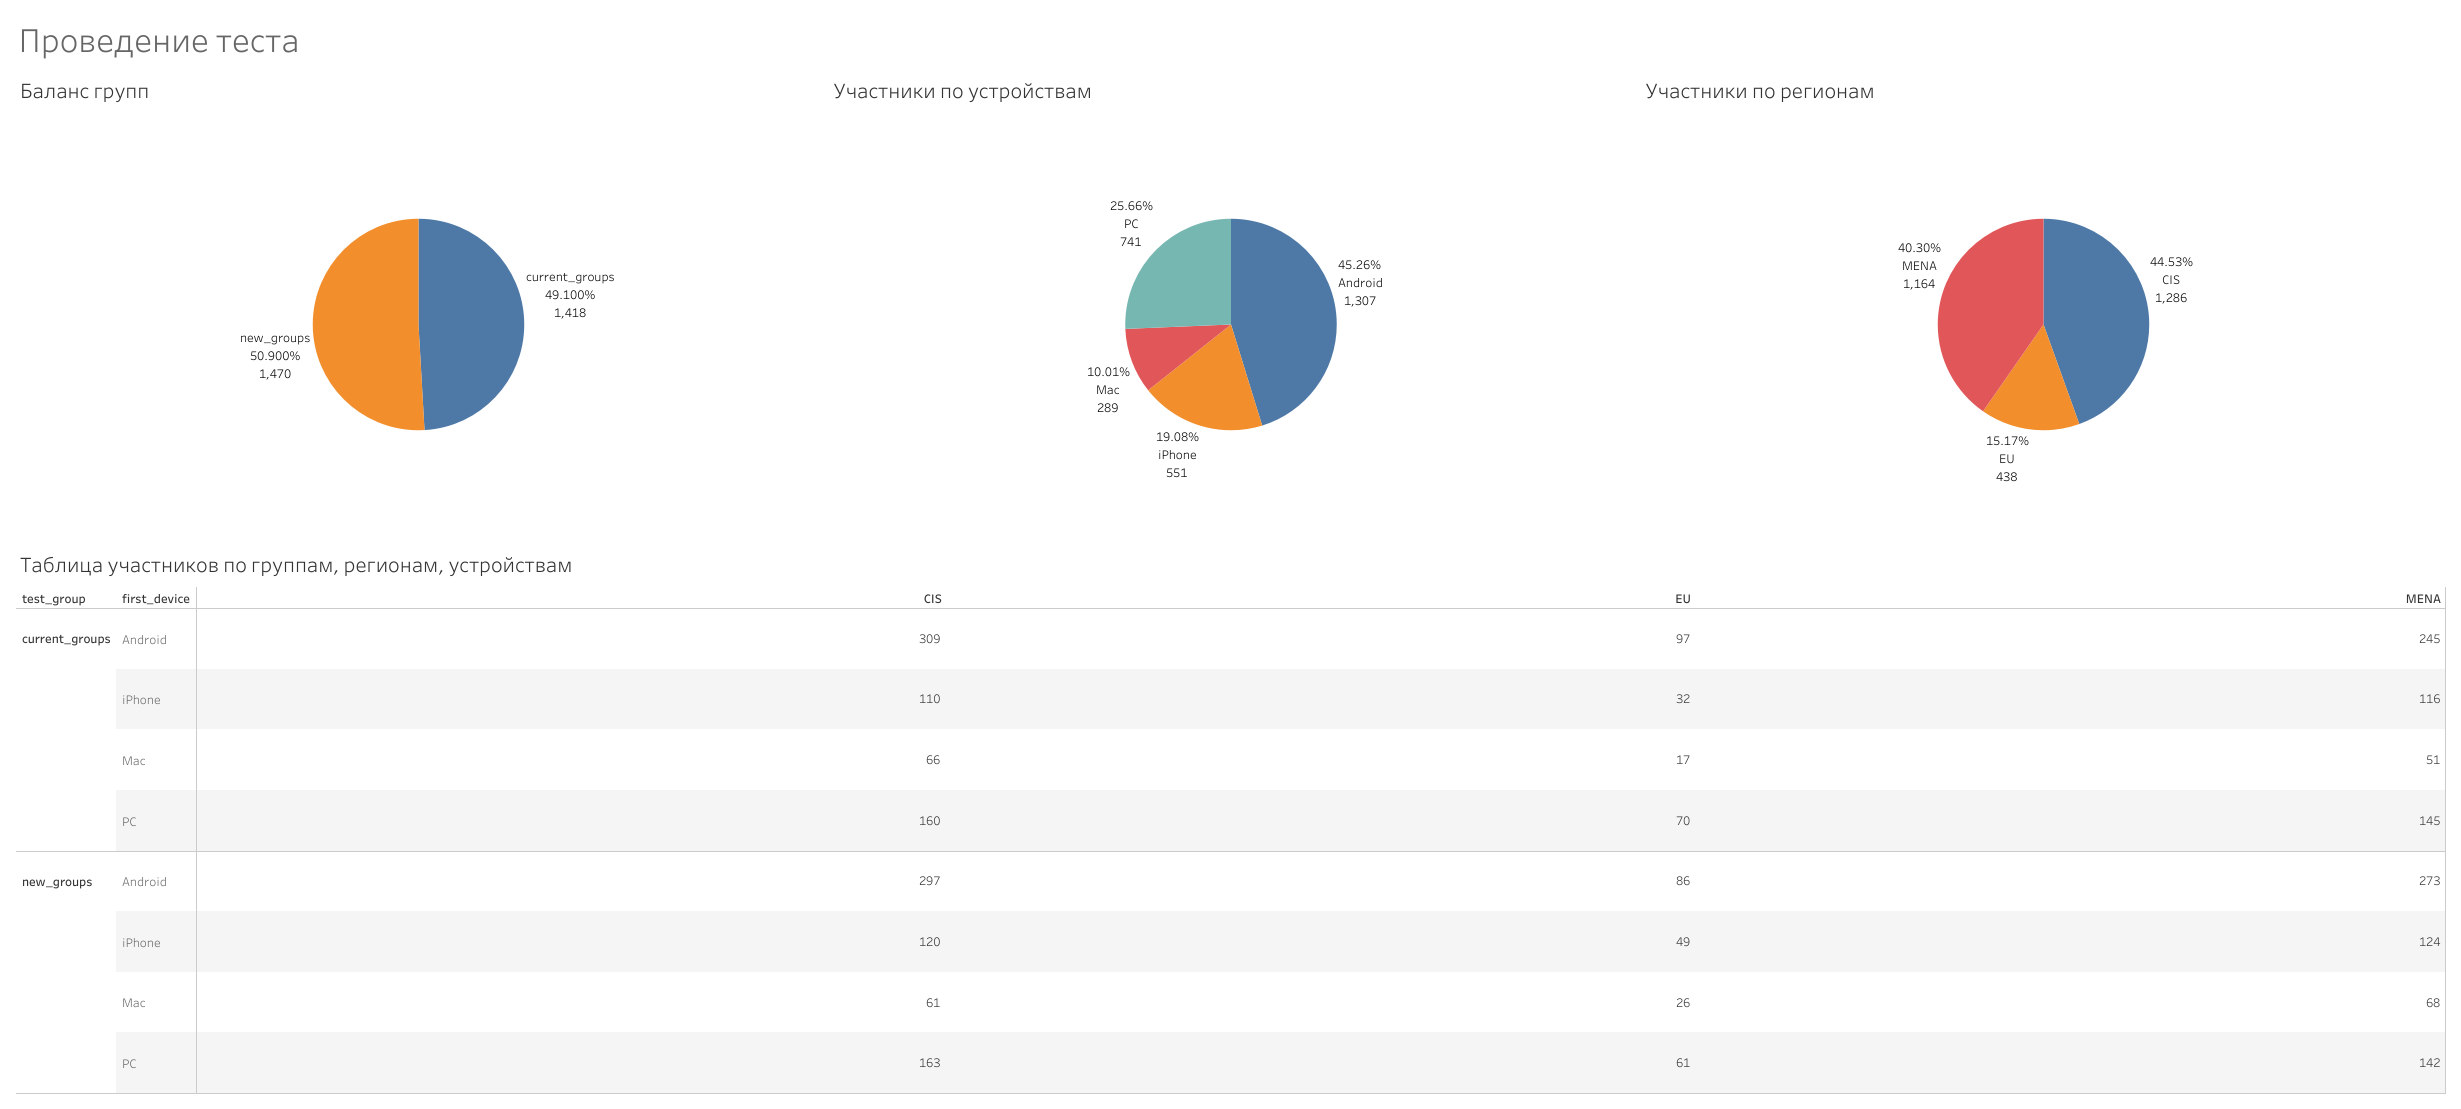 Проведение теста
Баланс групп
current_groups
49.100%
1,418
new_groups
50.900%
1,470
Участники по устройствам
25.66%
PC
741
45.26%
Android
1,307
10.01%
Mac
289
19.08%
iPhone
551
Участники по регионам
40.30%
MENA
1,164
44.53%
CIS
1,286
15.17%
EU
438
Таблица участников по группам, регионам, устройствам
test_group first_device CIS EU MENA
current_groups Android 309 97 245
iPhone 110 32 116
Mac 66 17 51
PC 160 70 145
new_groups Android 297 86 273
iPhone 120 49 124
Mac 61 26 68
PC 163 61 142